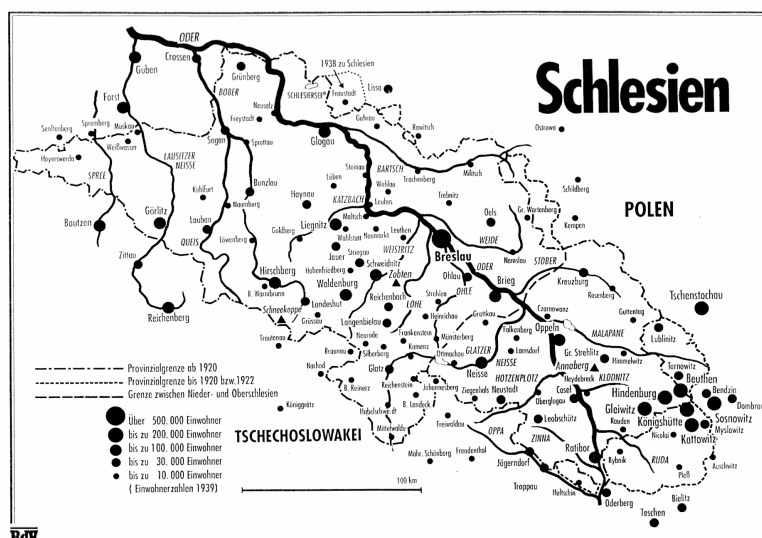 Schlesien
ODER
Guben
Crossen
Grünberg
1938 zu Schlesien
SCHLESIERSEE
Fraustadt
Lissa
BOBER
Forst
Neusalz
Freystadt
Guhrau
Rawitsch
Ostrowo
Senftenberg
Spremberg
Muskau
Weißwasser
Sagan
Sprottau
Glogau
Hoyerswerda
LAUSITZER
NEISSE
SPREE
Steinau
BARTSCH
Trachenberg
Militsch
Schildberg
Kohlfurt
Bunzlau
Lüben
Wohlau
Trebnitz
Haynau
KATZBACH
Leubus
Naumburg
Görlitz
Lauban
Bautzen
QUEIS
Liegnitz
Maltsch
Goldberg
Wahlstatt
Neumarkt
Leuthen
Oels
Gr. Wartenberg
Kempen
POLEN
WEIDE
Löwenberg
Jauer
Striegau
WEISTRITZ
Breslau
Namslau
STOBER
Zittau
Hohenfriedberg
Schweidnitz
Zobten
Hirschberg
Waldenburg
Ohlau
ODER
OHLE
Brieg
Kreuzburg
Rosenberg
B. Warmbrunn
Landeshut
Reichenbach
LOHE
Strehlen
Tschenstochau
Reichenberg
Schneekoppe
Grüssau
Langenbielau
Heinrichau
Grottkau
Czarnowanz
Guttentag
Oppeln
MALAPANE
Lublinitz
Trautenau
Neurode
Frankenstein
Münsterberg
Falkenberg
Braunau
Silberberg
Kamenz
GLATZER
NEISSE
Lamsdorf
Gr. Strehlitz
Himmelwitz
Ottmachau
Neisse
Annaberg
Tarnowitz
Nachod
Glatz
HOTZENPLOTZ
Heydebreck
KLODNITZ
Beuthen
Bendzin
B. Reinerz
Reichenstein
Johannesberg
Ziegenhals
Neustadt
Cosel
Hindenburg
Dombrowa
Oberglogau
Gleiwitz
Sosnowitz
Königgrätz
Habelschwerdt
B. Landeck
Leobschütz
Rauden
Königshütte
Myslowitz
Freiwaldau
OPPA
ZINNA
Nicolai
Kattowitz
Mittelwalde
Ratibor
TSCHECHOSLOWAKEI
Rybnik
RUDA
Mähr. Schönberg
Freudenthal
Jägerndorf
Pleß
Auschwitz
Troppau
Hultschin
Oderberg
Bielitz
Teschen
Provinzialgrenze ab 1920
Provinzialgrenze bis 1920 bzw.1922
Grenze zwischen Nieder- und Oberschlesien
Über 500.000 Einwohner
bis zu 200.000 Einwohner
bis zu 100.000 Einwohner
bis zu 30.000 Einwohner
bis zu 10.000 Einwohner
( Einwohnerzahlen 1939)
100 km
BdV